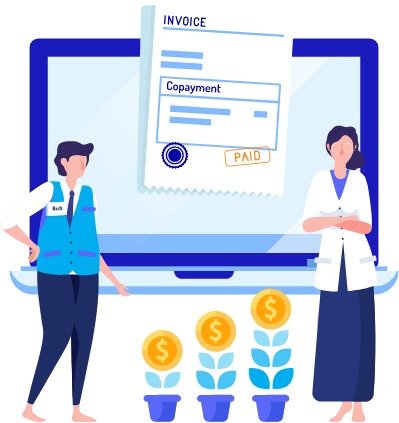 INVOICE
Copayment
PAID
Bob
$
$
$